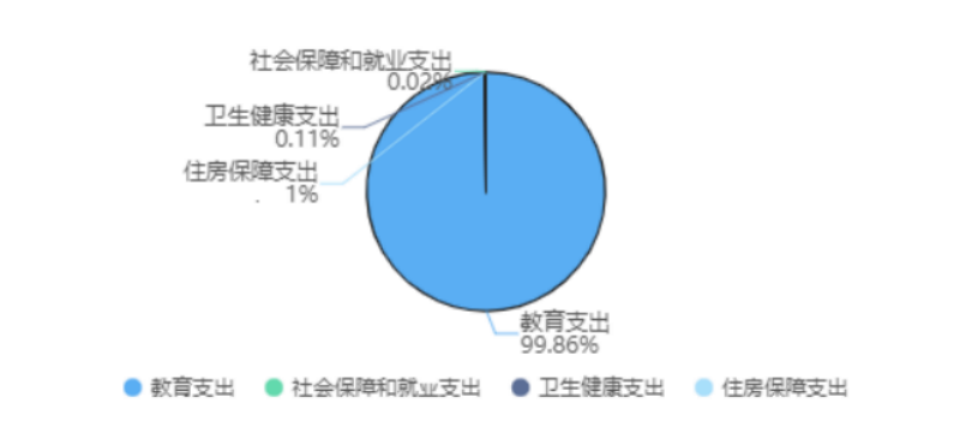 社会保障和就业支出
0.02%
卫生健康支出
0.11%
住房保障支出
1%
教育支出
99.86%
教育支出 社会保障和就业支出 卫生健康支出 住房保障支出